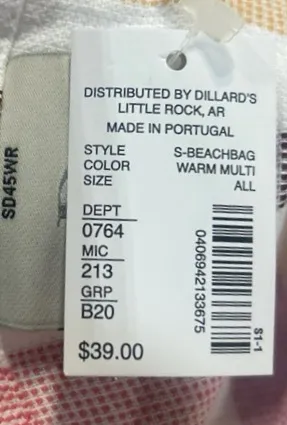 DISTRIBUTED BY DILLARD'S
LITTLE ROCK, AR
MADE IN PORTUGAL
STYLE S-BEACHBAG
COLOR WARM MULTI
SIZE ALL
DEPT
0764
MIC
213
GRP
B20
$39.00
0406942133675
S1-1
SD45WR